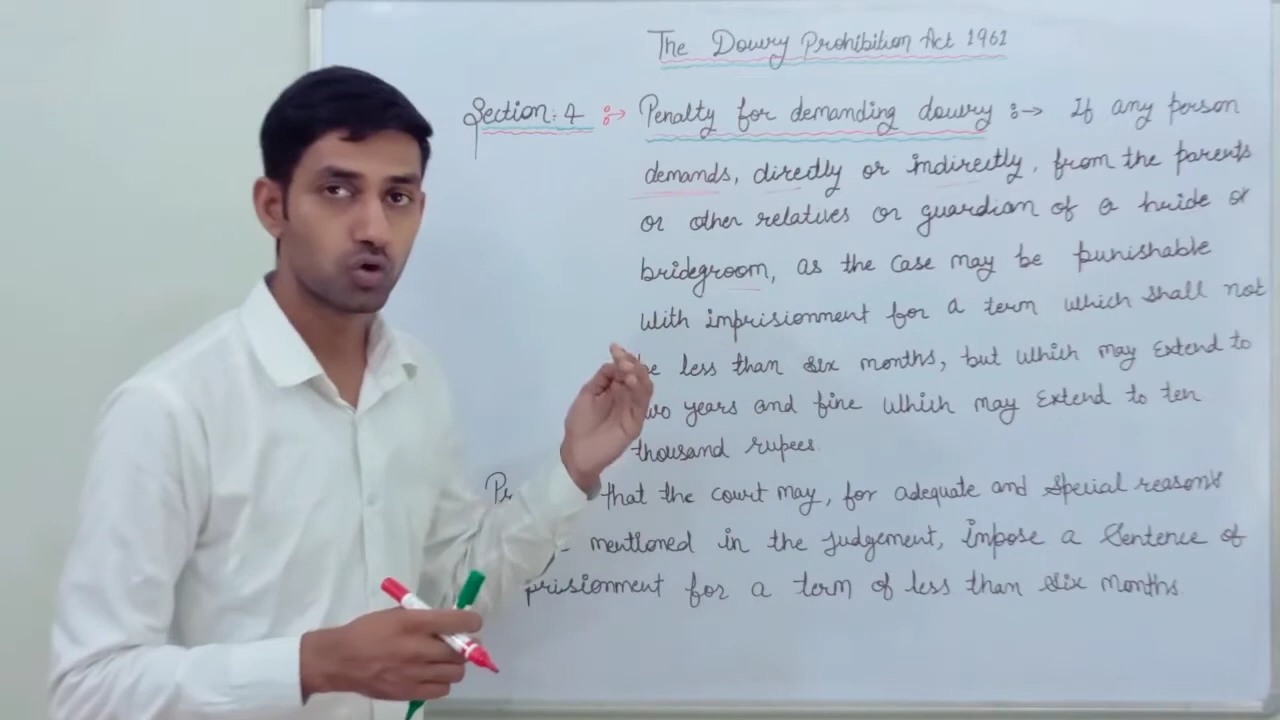 The Dowry Prohibition Act 1961
Section: 4 :→ Penalty for demanding dowry :→ If any person
demands, directly or indirectly, from the parents
or other relatives or guardian of a bride or
bridegroom, as the case may be punishable
with imprisionment for a term which shall not
less than six months, but which may Extend to
years and fine which may Extend to ten
thousand rupees.
that the court may, for adequate and special reasons
mentioned in the judgement, impose a Sentence of
prisionment for a term of less than six months